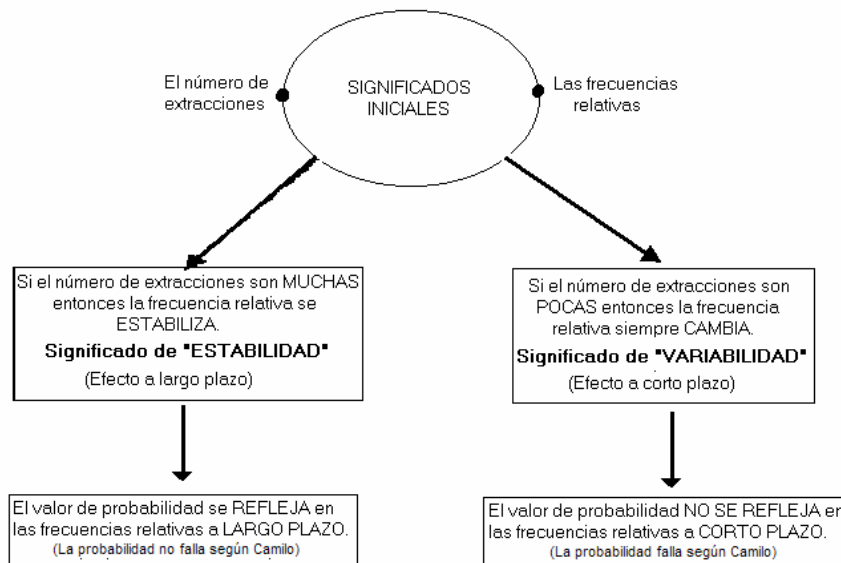 El número de
extracciones
SIGNIFICADOS
INICIALES
Las frecuencias
relativas
Si el número de extracciones son MUCHAS
entonces la frecuencia relativa se
ESTABILIZA.
Significado de "ESTABILIDAD"
(Efecto a largo plazo)
Si el número de extracciones son
POCAS entonces la frecuencia
relativa siempre CAMBIA.
Significado de "VARIABILIDAD"
(Efecto a corto plazo)
El valor de probabilidad se REFLEJA en
las frecuencias relativas a LARGO PLAZO.
(La probabilidad no falla según Camilo)
El valor de probabilidad NO SE REFLEJA en
las frecuencias relativas a CORTO PLAZO.
(La probabilidad falla según Camilo)